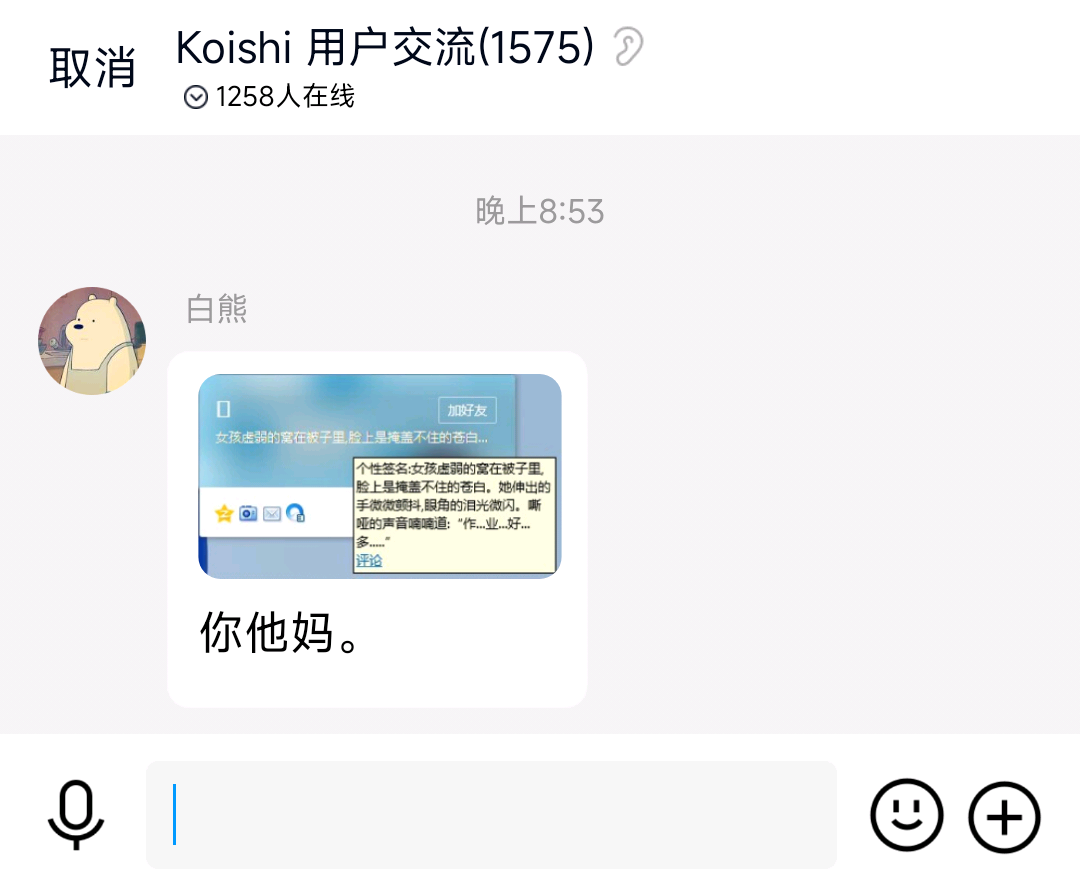 取消
Koishi 用户交流(1575)
1258人在线
晚上8:53
白熊
加好友
女孩虚弱的窝在被子里,脸上是掩盖不住的苍白...
个性签名:女孩虚弱的窝在被子里,
脸上是掩盖不住的苍白。她伸出的
手微微颤抖,眼角的泪光微闪。嘶
哑的声音喃喃道:“作...业...好...
多.....”
评论
你他妈。